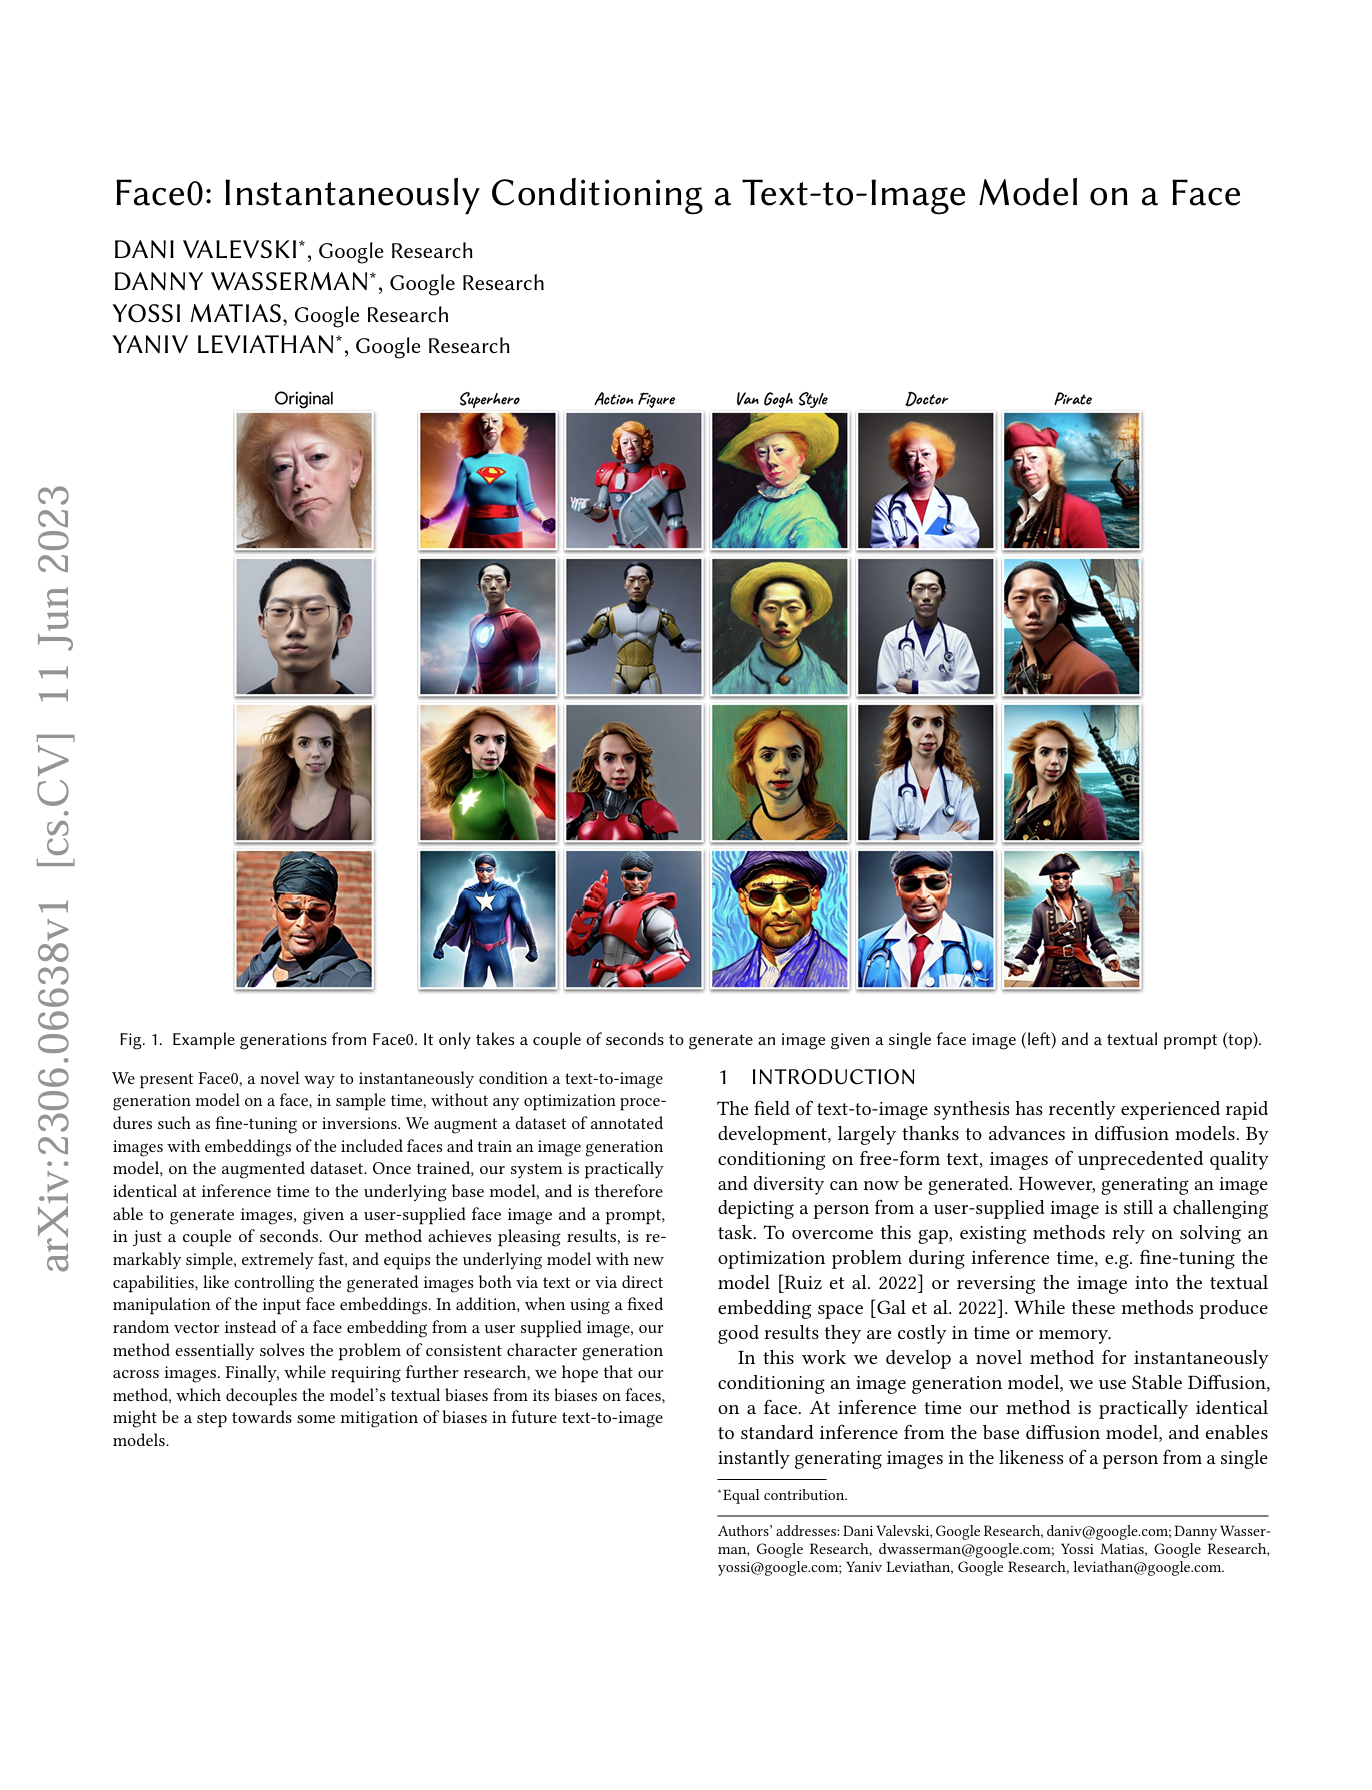 Face0: Instantaneously Conditioning a Text-to-Image Model on a Face
DANI VALEVSKI*, Google Research
DANNY WASSERMAN*, Google Research
YOSSI MATIAS, Google Research
YANIV LEVIATHAN*, Google Research
Original Superhero Action Figure Van Gogh Style Doctor Pirate
Fig. 1. Example generations from Face0. It only takes a couple of seconds to generate an image given a single face image (left) and a textual prompt (top).
We present Face0, a novel way to instantaneously condition a text-to-image
generation model on a face, in sample time, without any optimization proce-
dures such as fine-tuning or inversions. We augment a dataset of annotated
images with embeddings of the included faces and train an image generation
model, on the augmented dataset. Once trained, our system is practically
identical at inference time to the underlying base model, and is therefore
able to generate images, given a user-supplied face image and a prompt,
in just a couple of seconds. Our method achieves pleasing results, is re-
markably simple, extremely fast, and equips the underlying model with new
capabilities, like controlling the generated images both via text or via direct
manipulation of the input face embeddings. In addition, when using a fixed
random vector instead of a face embedding from a user supplied image, our
method essentially solves the problem of consistent character generation
across images. Finally, while requiring further research, we hope that our
method, which decouples the model's textual biases from its biases on faces,
might be a step towards some mitigation of biases in future text-to-image
models.
1 INTRODUCTION
The field of text-to-image synthesis has recently experienced rapid
development, largely thanks to advances in diffusion models. By
conditioning on free-form text, images of unprecedented quality
and diversity can now be generated. However, generating an image
depicting a person from a user-supplied image is still a challenging
task. To overcome this gap, existing methods rely on solving an
optimization problem during inference time, e.g. fine-tuning the
model [Ruiz et al. 2022] or reversing the image into the textual
embedding space [Gal et al. 2022]. While these methods produce
good results they are costly in time or memory.
In this work we develop a novel method for instantaneously
conditioning an image generation model, we use Stable Diffusion,
on a face. At inference time our method is practically identical
to standard inference from the base diffusion model, and enables
instantly generating images in the likeness of a person from a single
*Equal contribution.
Authors' addresses: Dani Valevski, Google Research, daniv@google.com; Danny Wasser-
man, Google Research, dwasserman@google.com; Yossi Matias, Google Research,
yossi@google.com; Yaniv Leviathan, Google Research, leviathan@google.com.
arXiv:2306.06638v1 [cs.CV] 11 Jun 2023